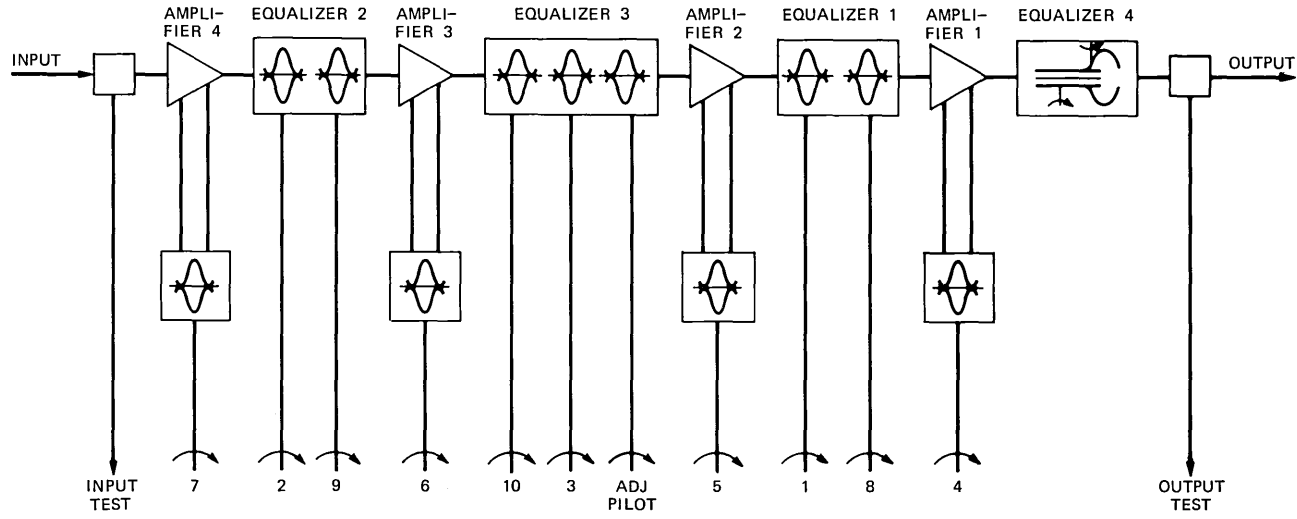 AMPLI-
FIER 4
EQUALIZER 2
AMPLI-
FIER 3
EQUALIZER 3
AMPLI-
FIER 2
EQUALIZER 1
AMPLI-
FIER 1
EQUALIZER 4
INPUT
OUTPUT
INPUT
TEST
7
2
9
6
10
3
ADJ
PILOT
5
1
8
4
OUTPUT
TEST